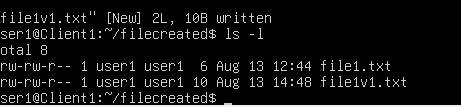 file1v1.txt" [New] 2L, 10B written
ser1@Client1:~/filecreated$ ls -l
otal 8
rw-rw-r-- 1 user1 user1  6 Aug 13 12:44 file1.txt
rw-rw-r-- 1 user1 user1 10 Aug 13 14:48 file1v1.txt
ser1@Client1:~/filecreated$ _